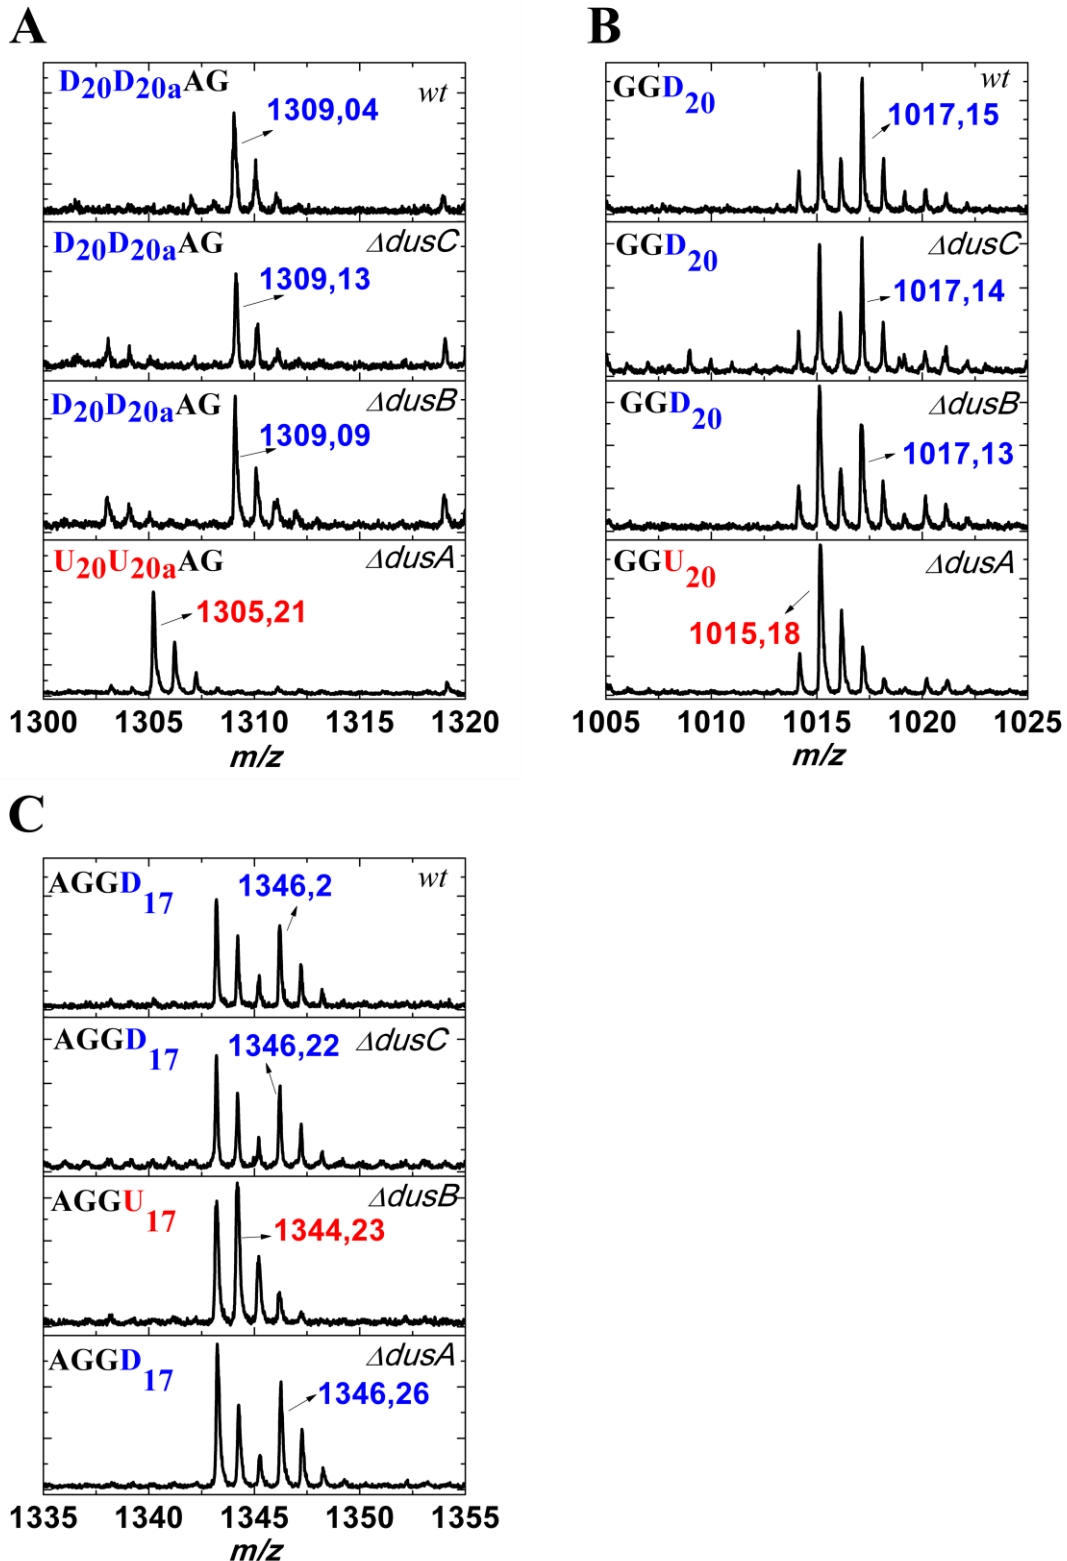 A
D20D20aAG
wt
1309,04
D20D20aAG
ΔdusC
1309,13
D20D20aAG
ΔdusB
1309,09
U20U20aAG
ΔdusA
1305,21
1300 1305 1310 1315 1320
m/z
B
GGD20
wt
1017,15
GGD20
ΔdusC
1017,14
GGD20
ΔdusB
1017,13
GGU20
ΔdusA
1015,18
1005 1010 1015 1020 1025
m/z
C
AGGD17
1346,2
wt
AGGD17
1346,22
ΔdusC
AGGU17
ΔdusB
1344,23
AGGD17
ΔdusA
1346,26
1335 1340 1345 1350 1355
m/z